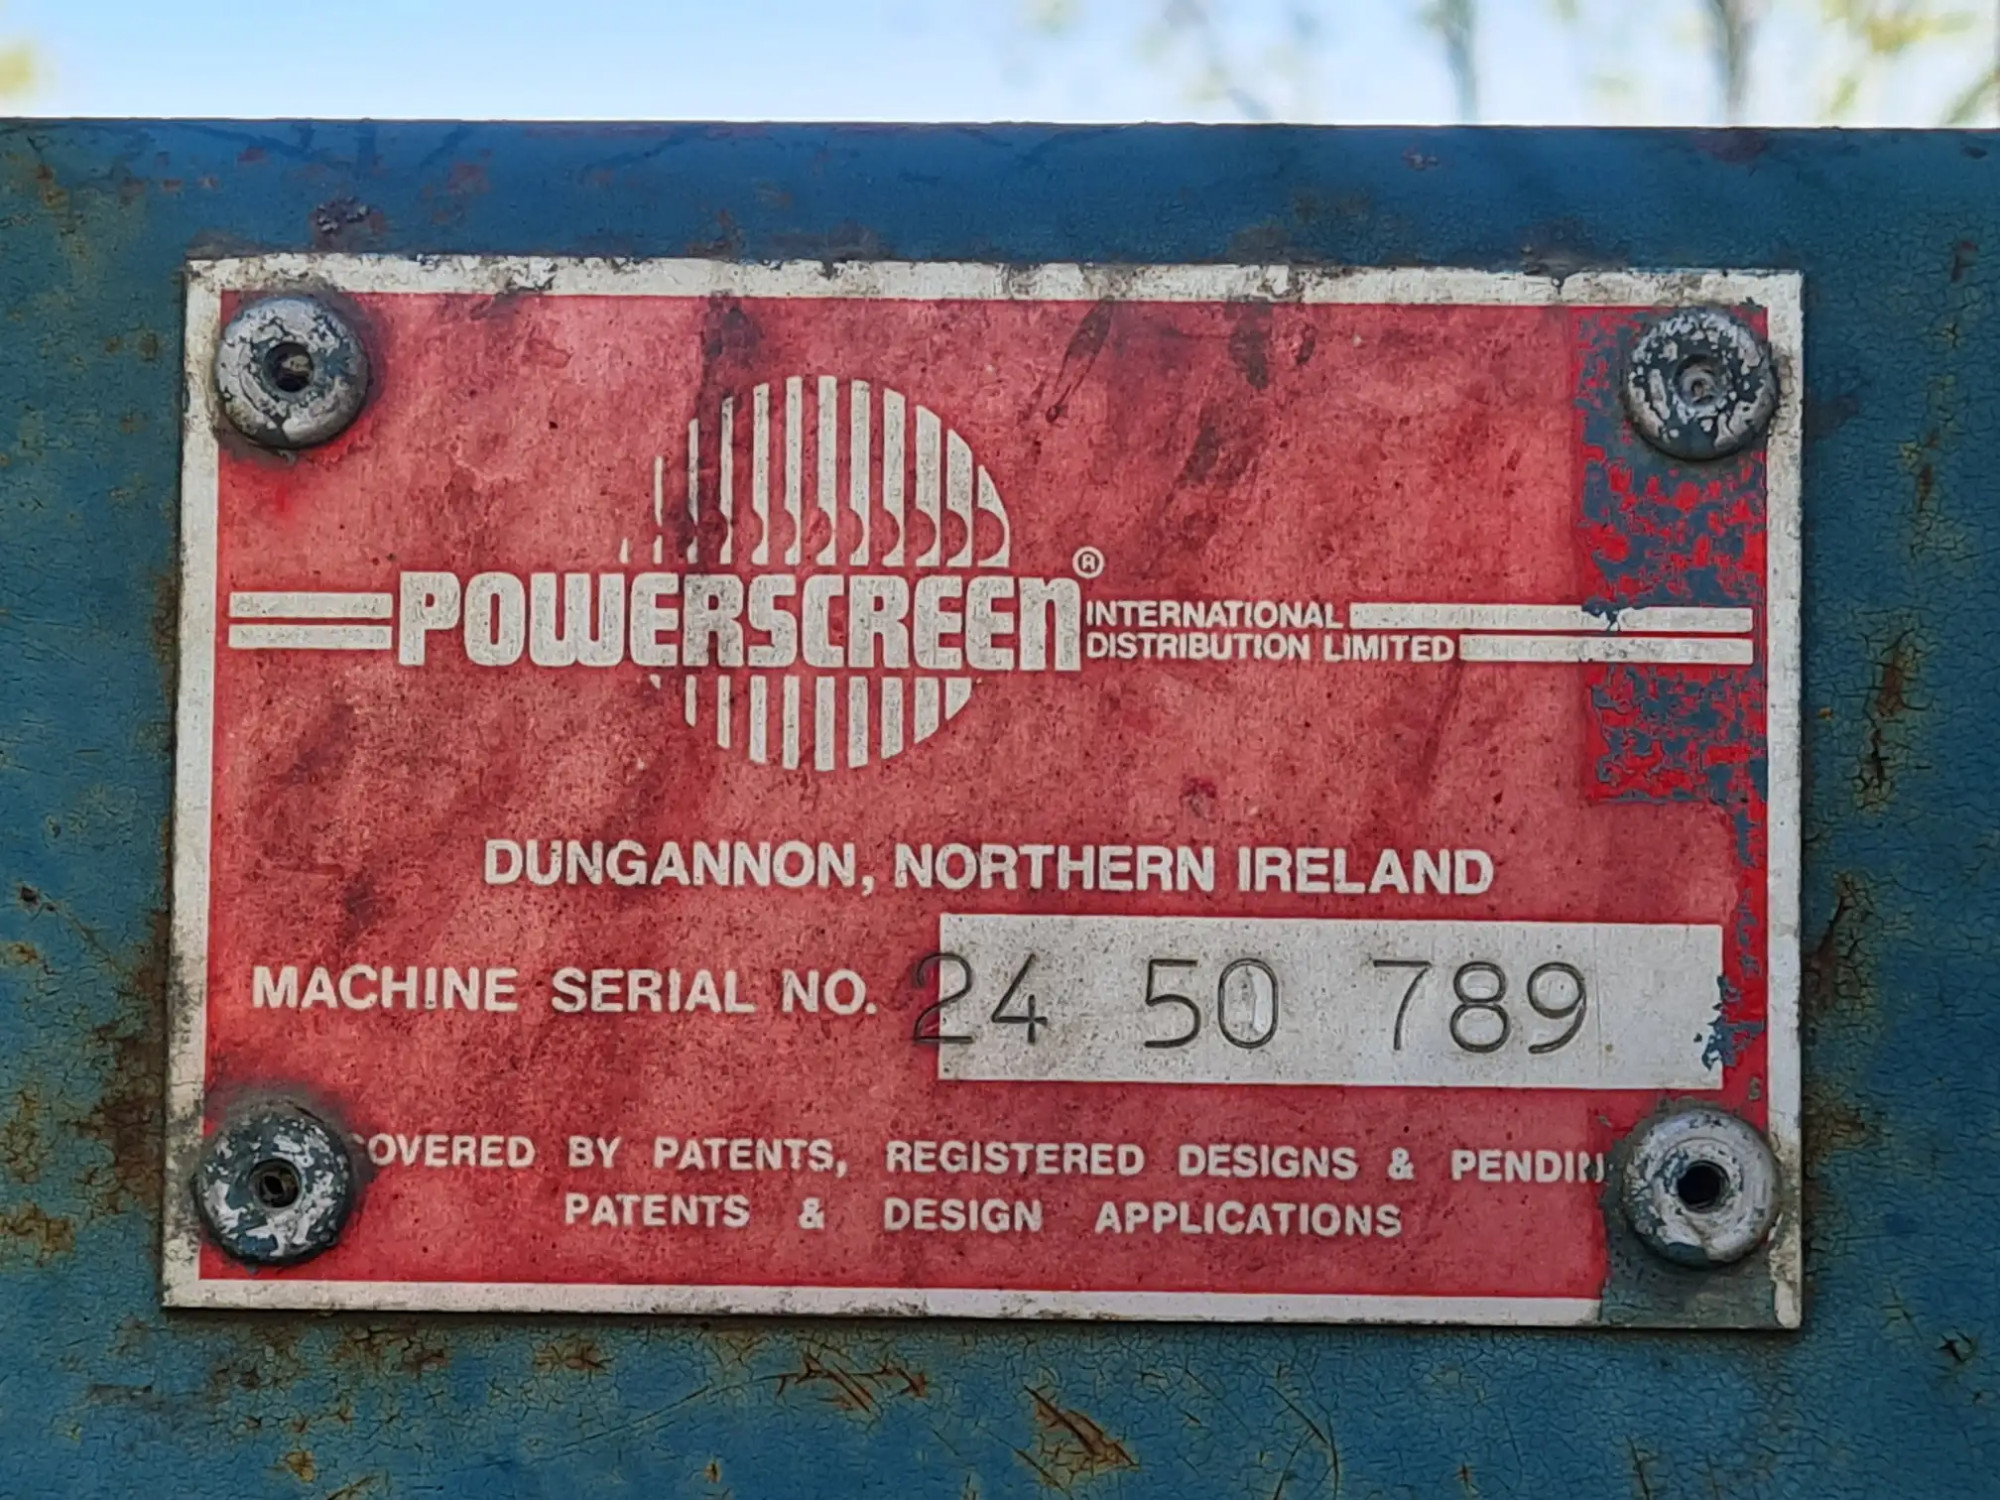 POWERSCREEN®
INTERNATIONAL
DISTRIBUTION LIMITED
DUNGANNON, NORTHERN IRELAND
MACHINE SERIAL NO. 24 50 789
OVERED BY PATENTS, REGISTERED DESIGNS & PENDIN
PATENTS & DESIGN APPLICATIONS